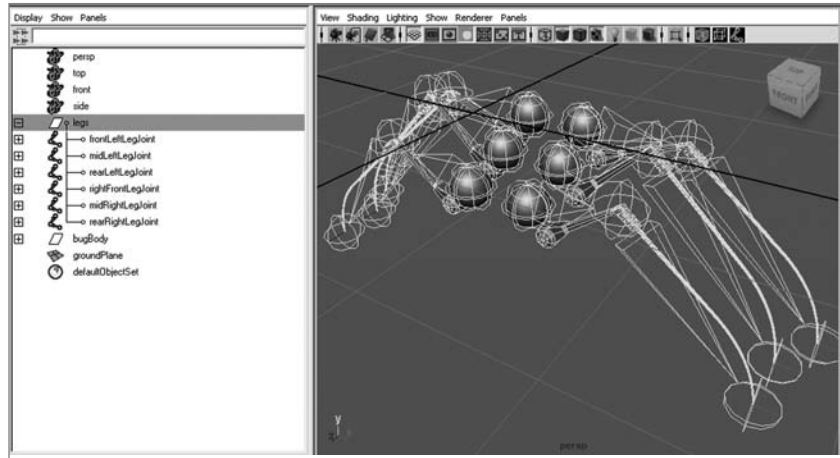 Display Show Panels
View Shading Lighting Show Renderer Panels
persp
top
front
side
legs
frontLeftLegJoint
midLeftLegJoint
rearLeftLegJoint
rightFrontLegJoint
midRightLegJoint
rearRightLegJoint
bugBody
groundPlane
defaultObjectSet
FRONT
y
z
persp